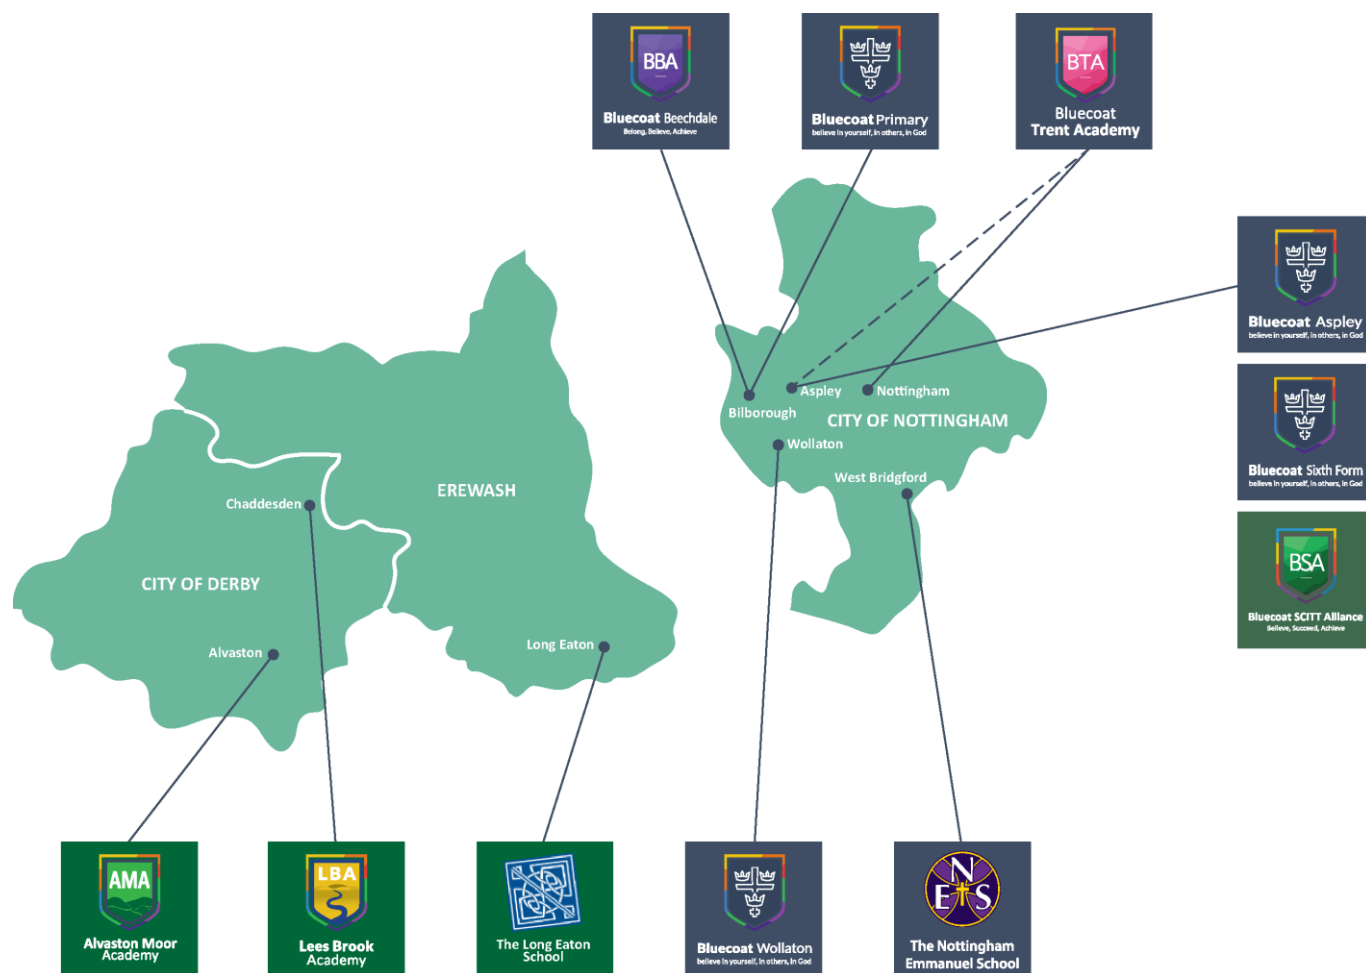 BBA
Bluecoat Beechdale
Belong, Believe, Achieve
Bluecoat Primary
believe in yourself, in others, in God
BTA
Bluecoat
Trent Academy
Bluecoat Aspley
believe in yourself, in others, in God
Bluecoat Sixth Form
believe in yourself, in others, in God
BSA
Bluecoat SCITT Alliance
Believe, Succeed, Achieve
Aspley
Nottingham
Bilborough
CITY OF NOTTINGHAM
Wollaton
West Bridgford
EREWASH
Chaddesden
CITY OF DERBY
Alvaston
Long Eaton
AMA
Alvaston Moor
Academy
LBA
Lees Brook
Academy
The Long Eaton
School
Bluecoat Wollaton
believe in yourself, in others, in God
N
E S
The Nottingham
Emmanuel School